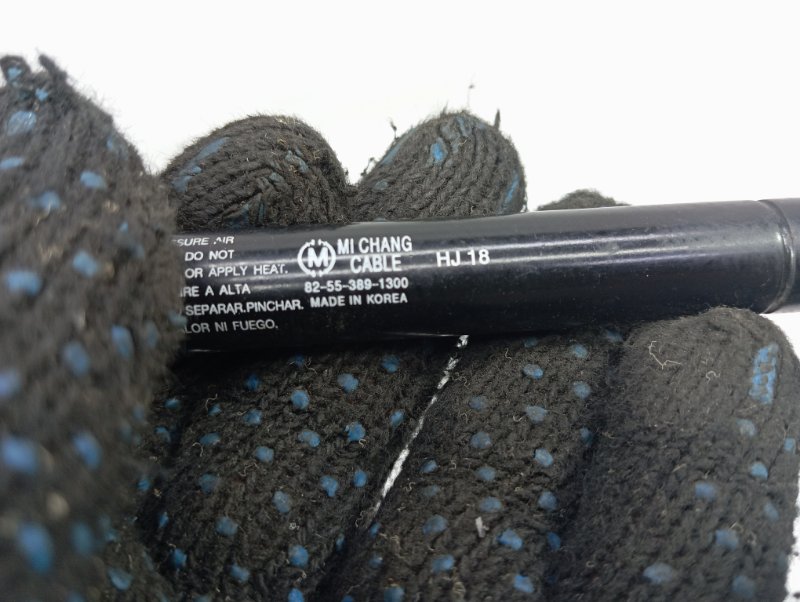 SURE AIR
DO NOT
OR APPLY HEAT.
RE A ALTA
SEPARAR.PINCHAR.
LOR NI FUEGO.
M
MI CHANG
CABLE
82-55-389-1300
MADE IN KOREA
HJ 18